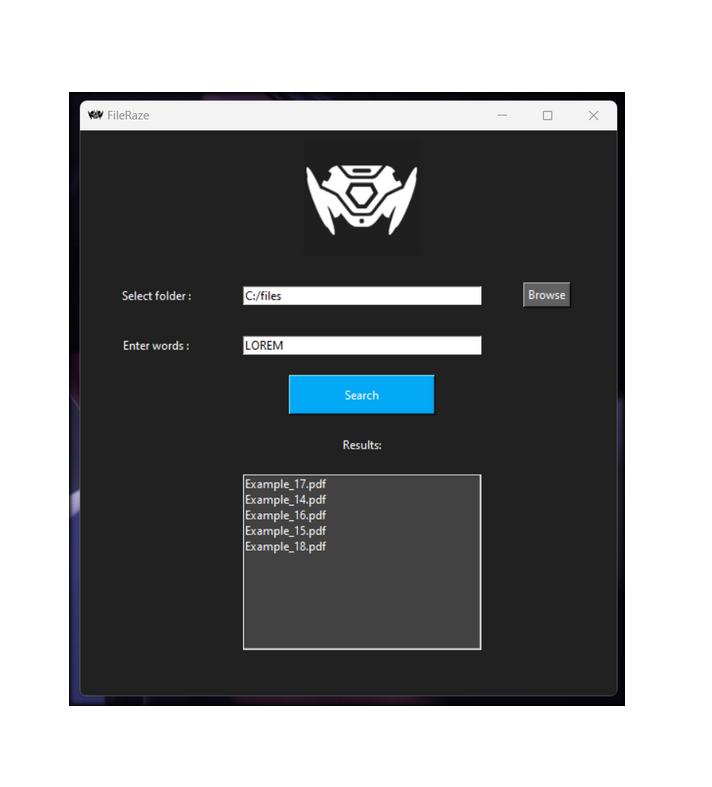 FileRaze
Select folder : C:/files Browse
Enter words : LOREM
Search
Results:
Example_17.pdf
Example_14.pdf
Example_16.pdf
Example_15.pdf
Example_18.pdf